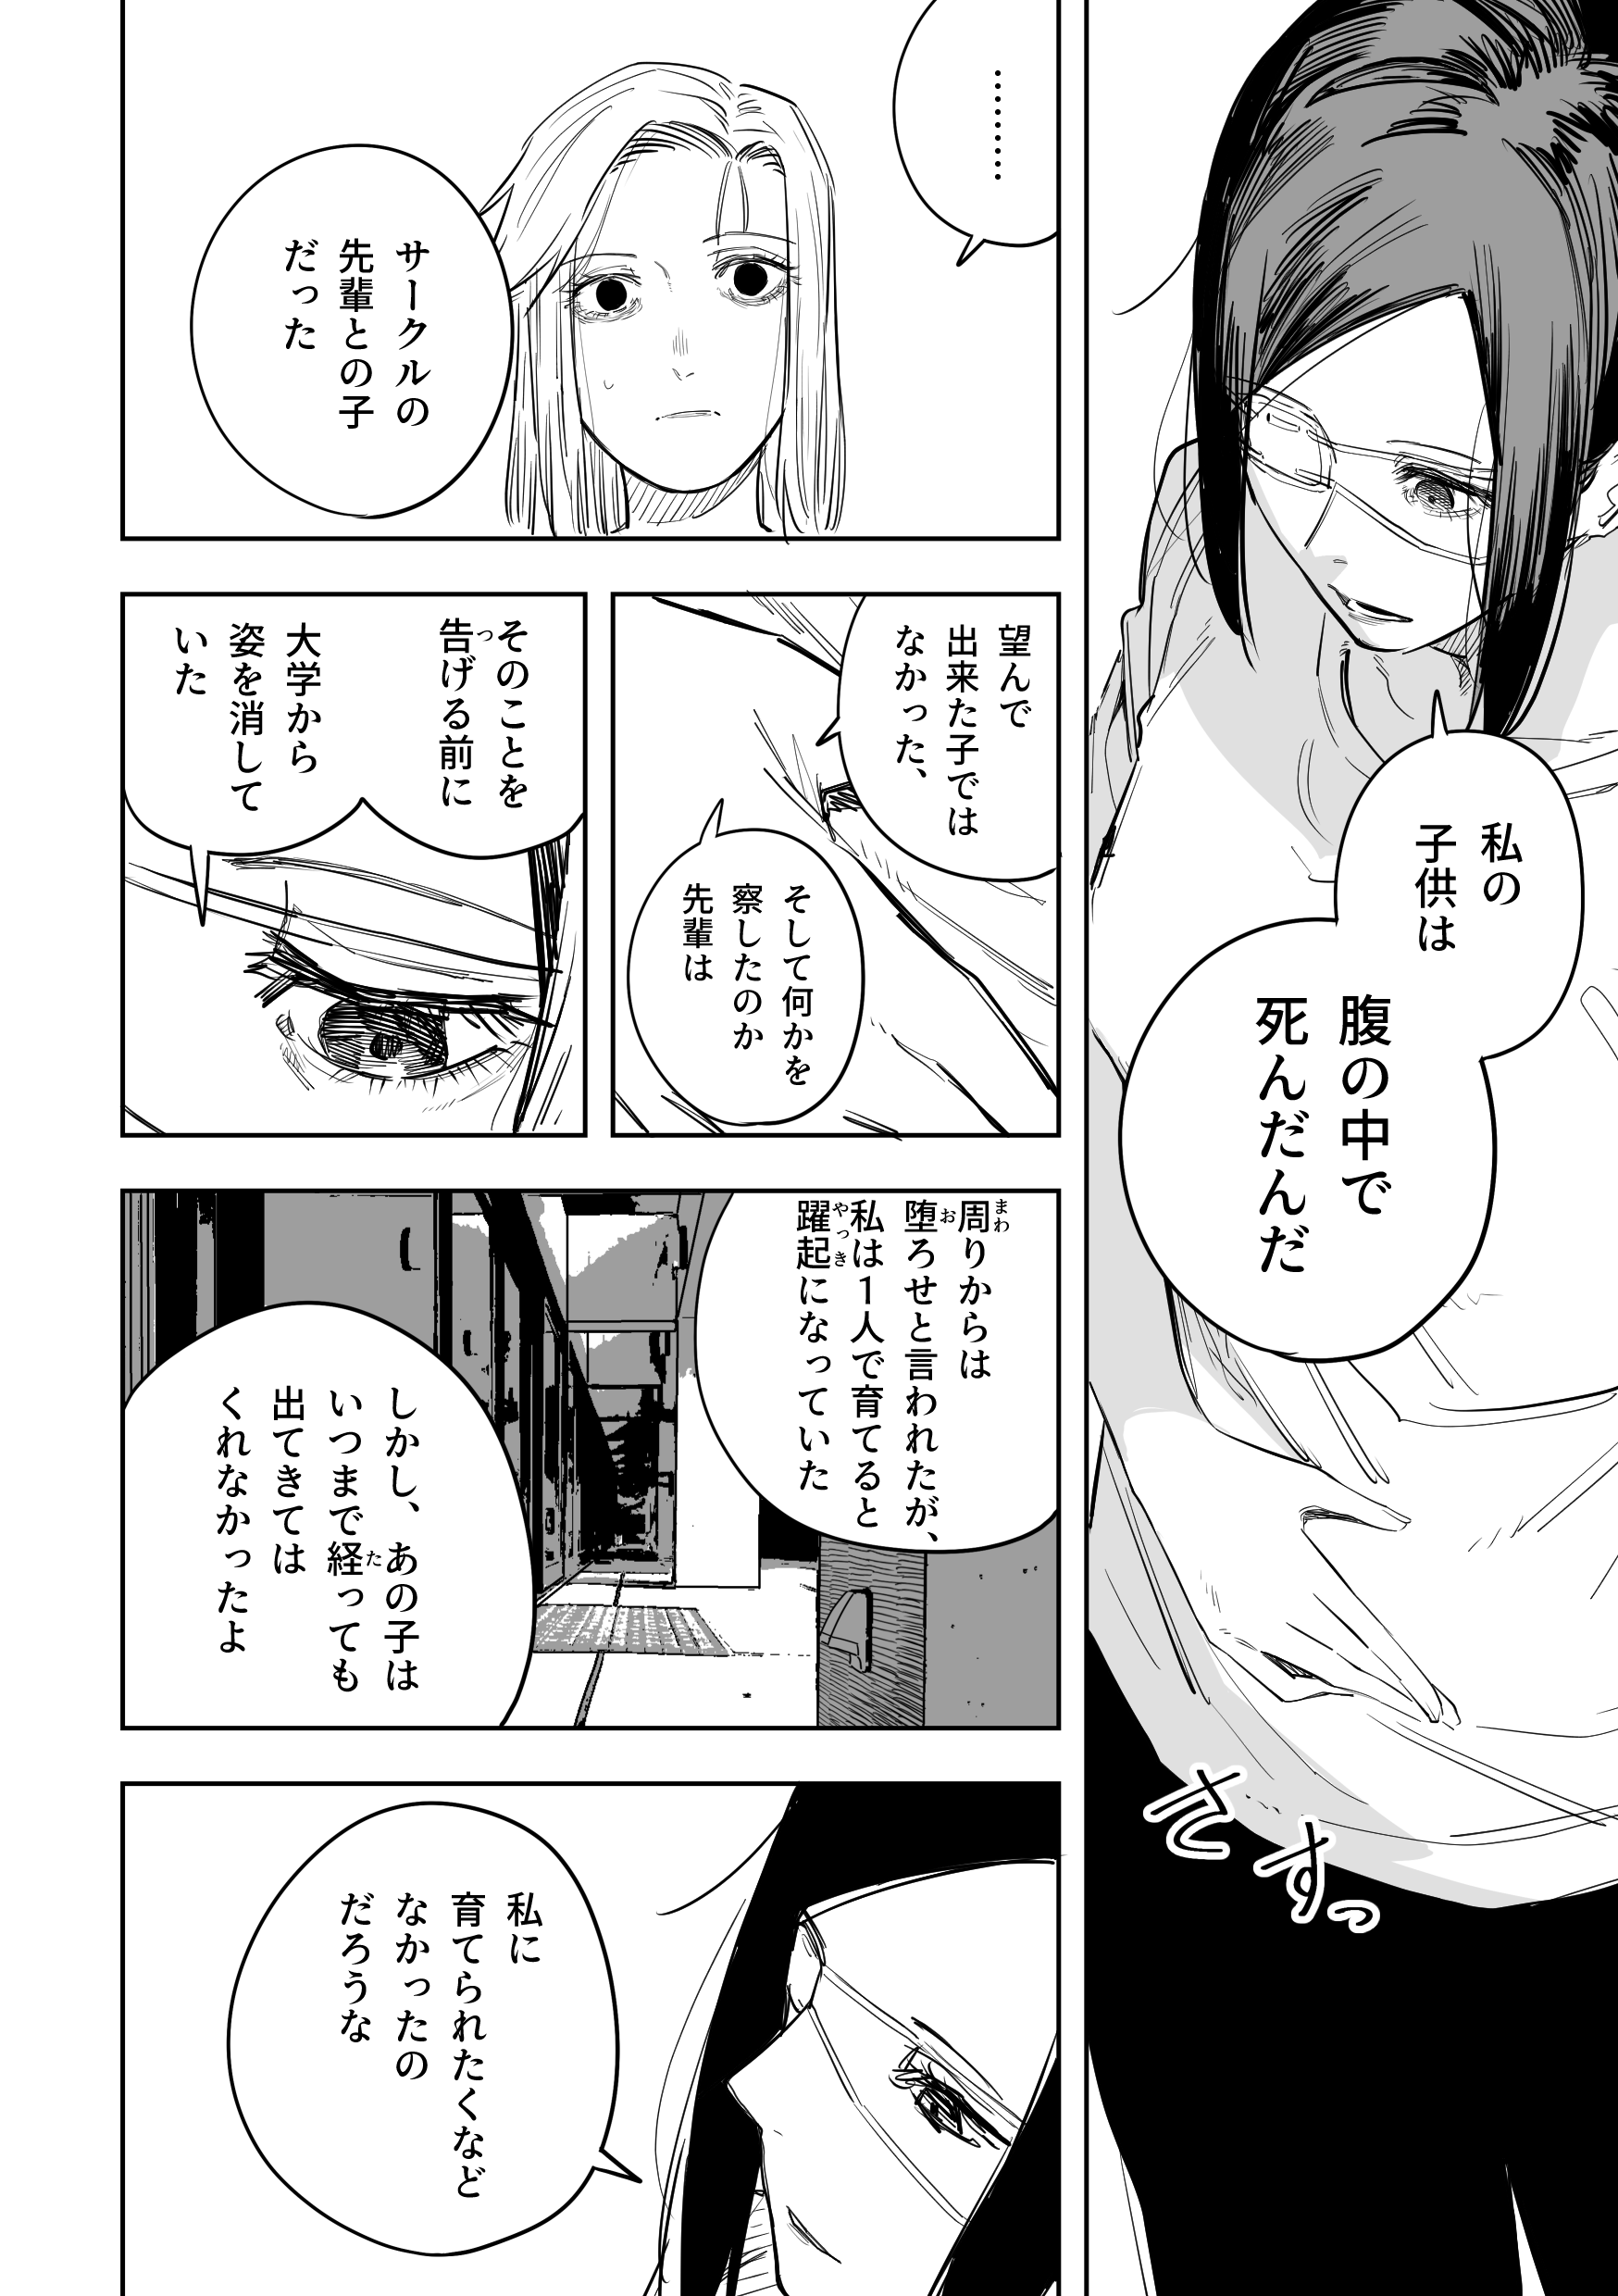 私の
子供は
腹の中で
死んだんだ
さすっ
………
サークルの
先輩との子
だった
望んで
出来た子では
なかった、
そして何かを
察したのか
先輩は
そのことを
告げる前に
つ
大学から
姿を消して
いた
周りからは
まわ
堕ろせと言われたが、
お
私は1人で育てると
躍起になっていた
やっき
しかし、あの子は
いつまで経っても
た
出てきては
くれなかったよ
私に
育てられたくなど
なかったの
だろうな